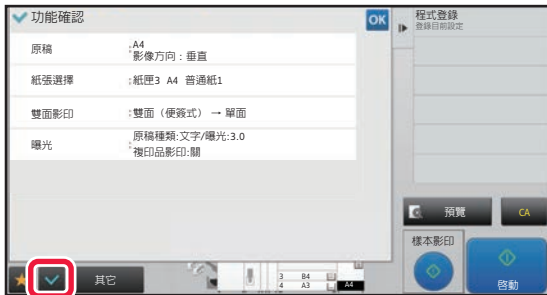 功能確認
OK
原稿
:A4
影像方向：垂直
紙張選擇
:紙匣3 A4 普通紙1
雙面影印
:雙面（便簽式） → 單面
曝光
:原稿種類:文字/曝光:3.0
複印品影印:關
程式登錄
登錄目前設定
預覽
CA
樣本影印
啓動
其它
3 B4
4 A3
A4